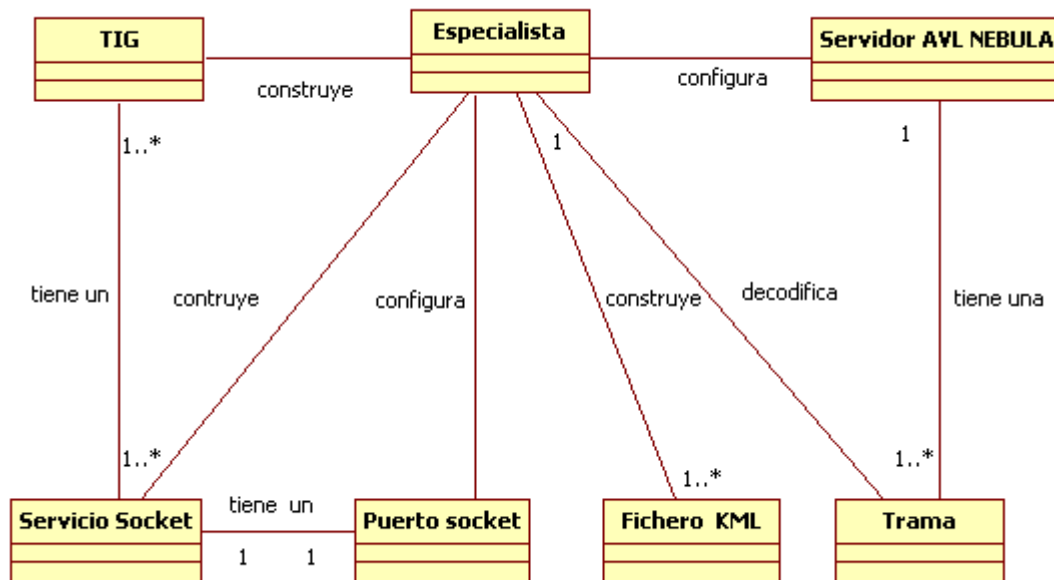 TIG
Especialista
Servidor AVL NEBULA
construye
configura
1..*
1
1
tiene un
contruye
configura
construye
decodifica
tiene una
1..*
1..*
1..*
Servicio Socket
tiene un
1
1
Puerto socket
Fichero KML
Trama